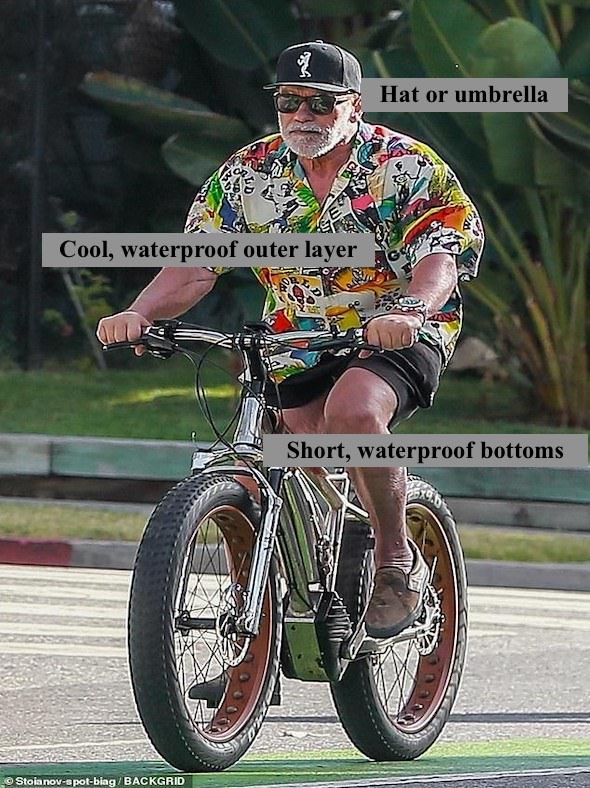 Hat or umbrella
Cool, waterproof outer layer
Short, waterproof bottoms
© Stoianov-spot-biag / BACKGRID